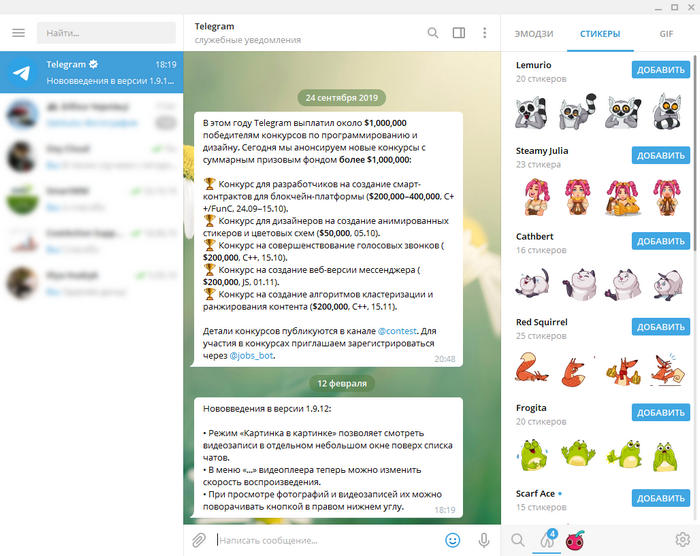 Найти...
Telegram
18:19
Нововведения в версии 1.9.1...
Telegram
служебные уведомления
24 сентября 2019
В этом году Telegram выплатил около $1,000,000
победителям конкурсов по программированию и
дизайну. Сегодня мы анонсируем новые конкурсы с
суммарным призовым фондом более $1,000,000:
🏆 Конкурс для разработчиков на создание смарт-
контрактов для блокчейн-платформы ($200,000–400,000, C+
+/FunC, 24.09–15.10).
🏆 Конкурс для дизайнеров на создание анимированных
стикеров и цветовых схем ($50,000, 05.10).
🏆 Конкурс на совершенствование голосовых звонков (
$200,000, C++, 15.10).
🏆 Конкурс на создание веб-версии мессенджера (
$200,000, JS, 01.11).
🏆 Конкурс на создание алгоритмов кластеризации и
ранжирования контента ($200,000, C++, 15.11).
Детали конкурсов публикуются в канале @contest. Для
участия в конкурсах приглашаем зарегистрироваться
через @jobs_bot.
20:48
12 февраля
Нововведения в версии 1.9.12:
• Режим «Картинка в картинке» позволяет смотреть
видеозаписи в отдельном небольшом окне поверх списка
чатов.
• В меню «...» видеоплеера теперь можно изменить
скорость воспроизведения.
• При просмотре фотографий и видеозаписей их можно
поворачивать кнопкой в правом нижнем углу.
18:19
Написать сообщение...
ЭМОДЗИ
СТИКЕРЫ
GIF
Lemurio
20 стикеров
ДОБАВИТЬ
Steamy Julia
23 стикера
ДОБАВИТЬ
Cathbert
16 стикеров
ДОБАВИТЬ
Red Squirrel
25 стикеров
ДОБАВИТЬ
Frogita
20 стикеров
ДОБАВИТЬ
Scarf Ace
15 стикеров
ДОБАВИТЬ
4